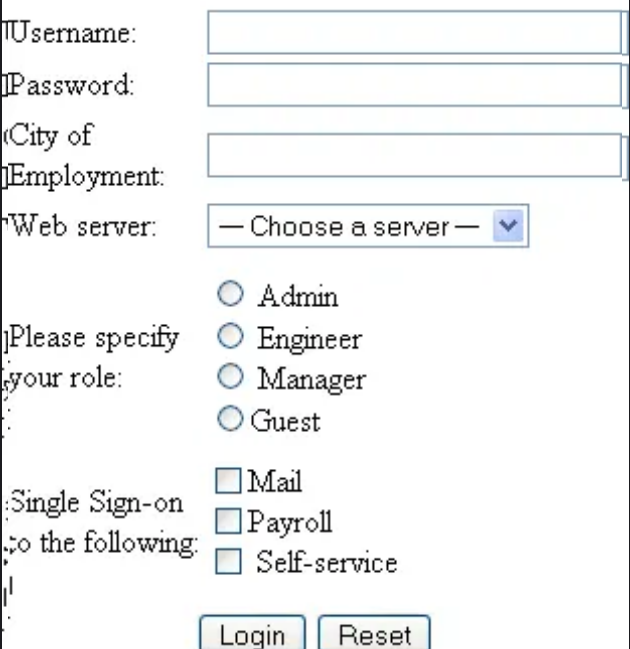 Username:
Password:
City of
Employment:
Web server:
— Choose a server —
Admin
Engineer
Please specify
your role:
Manager
Guest
Mail
Single Sign-on
Payroll
to the following:
Self-service
Login Reset